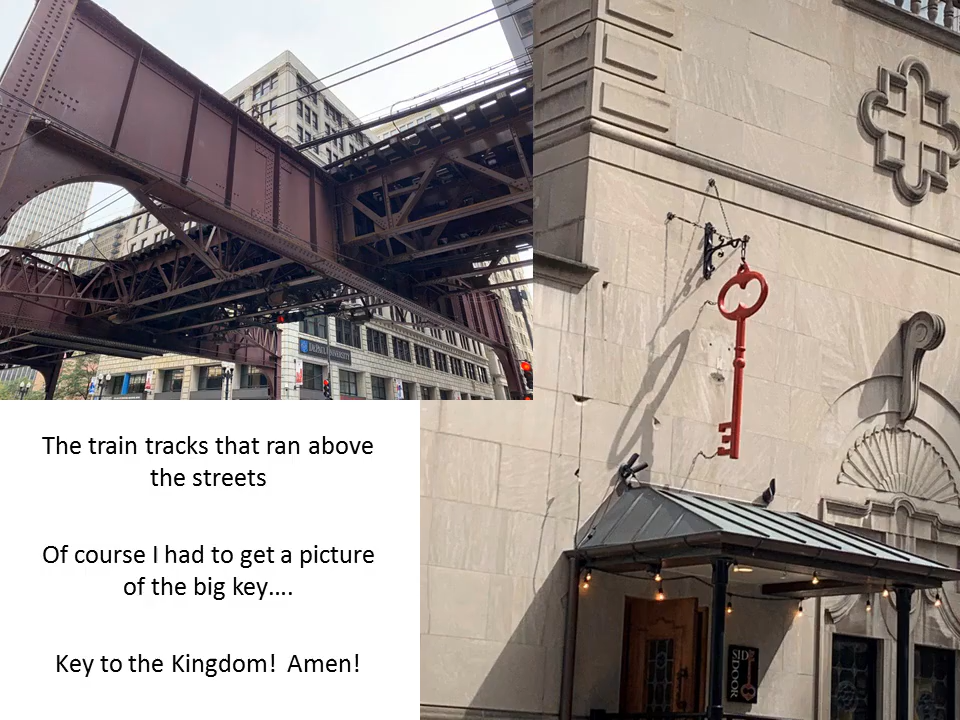 DEPAUL UNIVERSITY
The train tracks that ran above
the streets
Of course I had to get a picture
of the big key....
Key to the Kingdom!  Amen!
SIDE
DOOR